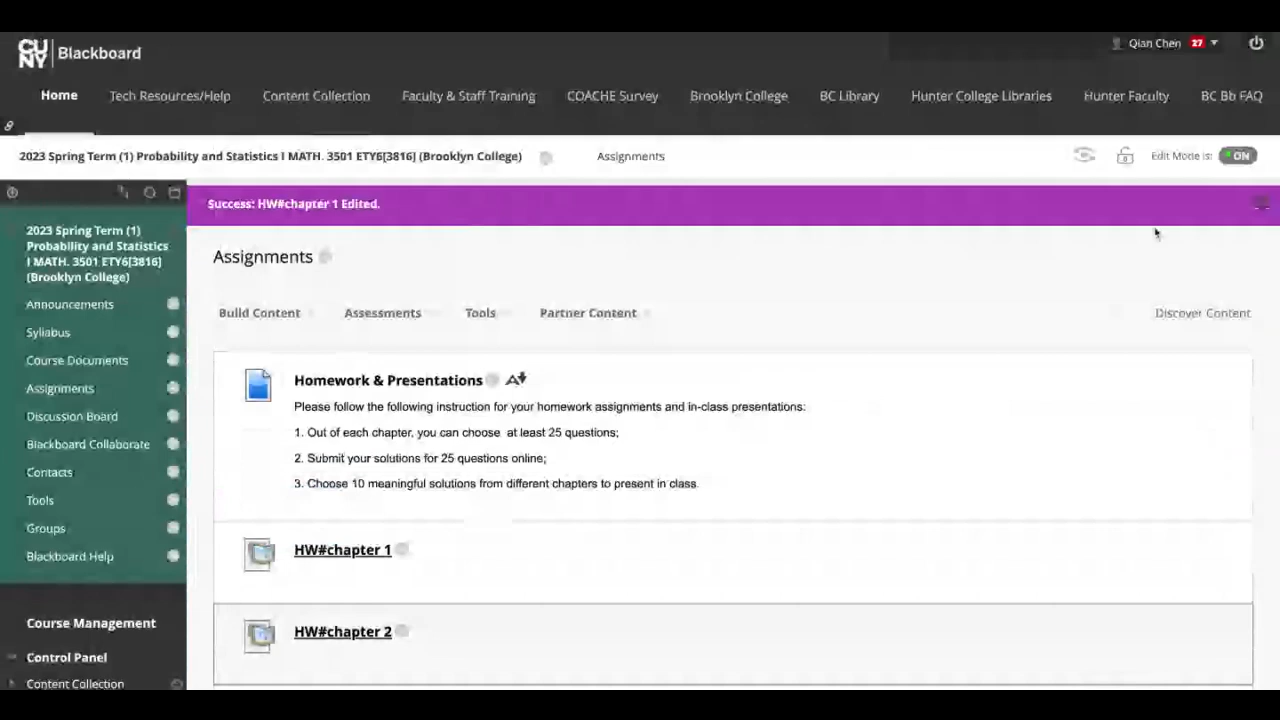 CU
NY
Blackboard
Qian Chen 27
Home Tech Resources/Help Content Collection Faculty & Staff Training COACHE Survey Brooklyn College BC Library Hunter College Libraries Hunter Faculty BC Bb FAQ
2023 Spring Term (1) Probability and Statistics I MATH. 3501 ETY6[3816] (Brooklyn College) Assignments Edit Mode is: ON
Success: HW#chapter 1 Edited.
2023 Spring Term (1)
Probability and Statistics
I MATH. 3501 ETY6[3816]
(Brooklyn College)
Announcements
Syllabus
Course Documents
Assignments
Discussion Board
Blackboard Collaborate
Contacts
Tools
Groups
Blackboard Help
Course Management
Control Panel
Content Collection
Assignments
Build Content Assessments Tools Partner Content Discover Content
Homework & Presentations
Please follow the following instruction for your homework assignments and in-class presentations:
1. Out of each chapter, you can choose at least 25 questions;
2. Submit your solutions for 25 questions online;
3. Choose 10 meaningful solutions from different chapters to present in class.
HW#chapter 1
HW#chapter 2